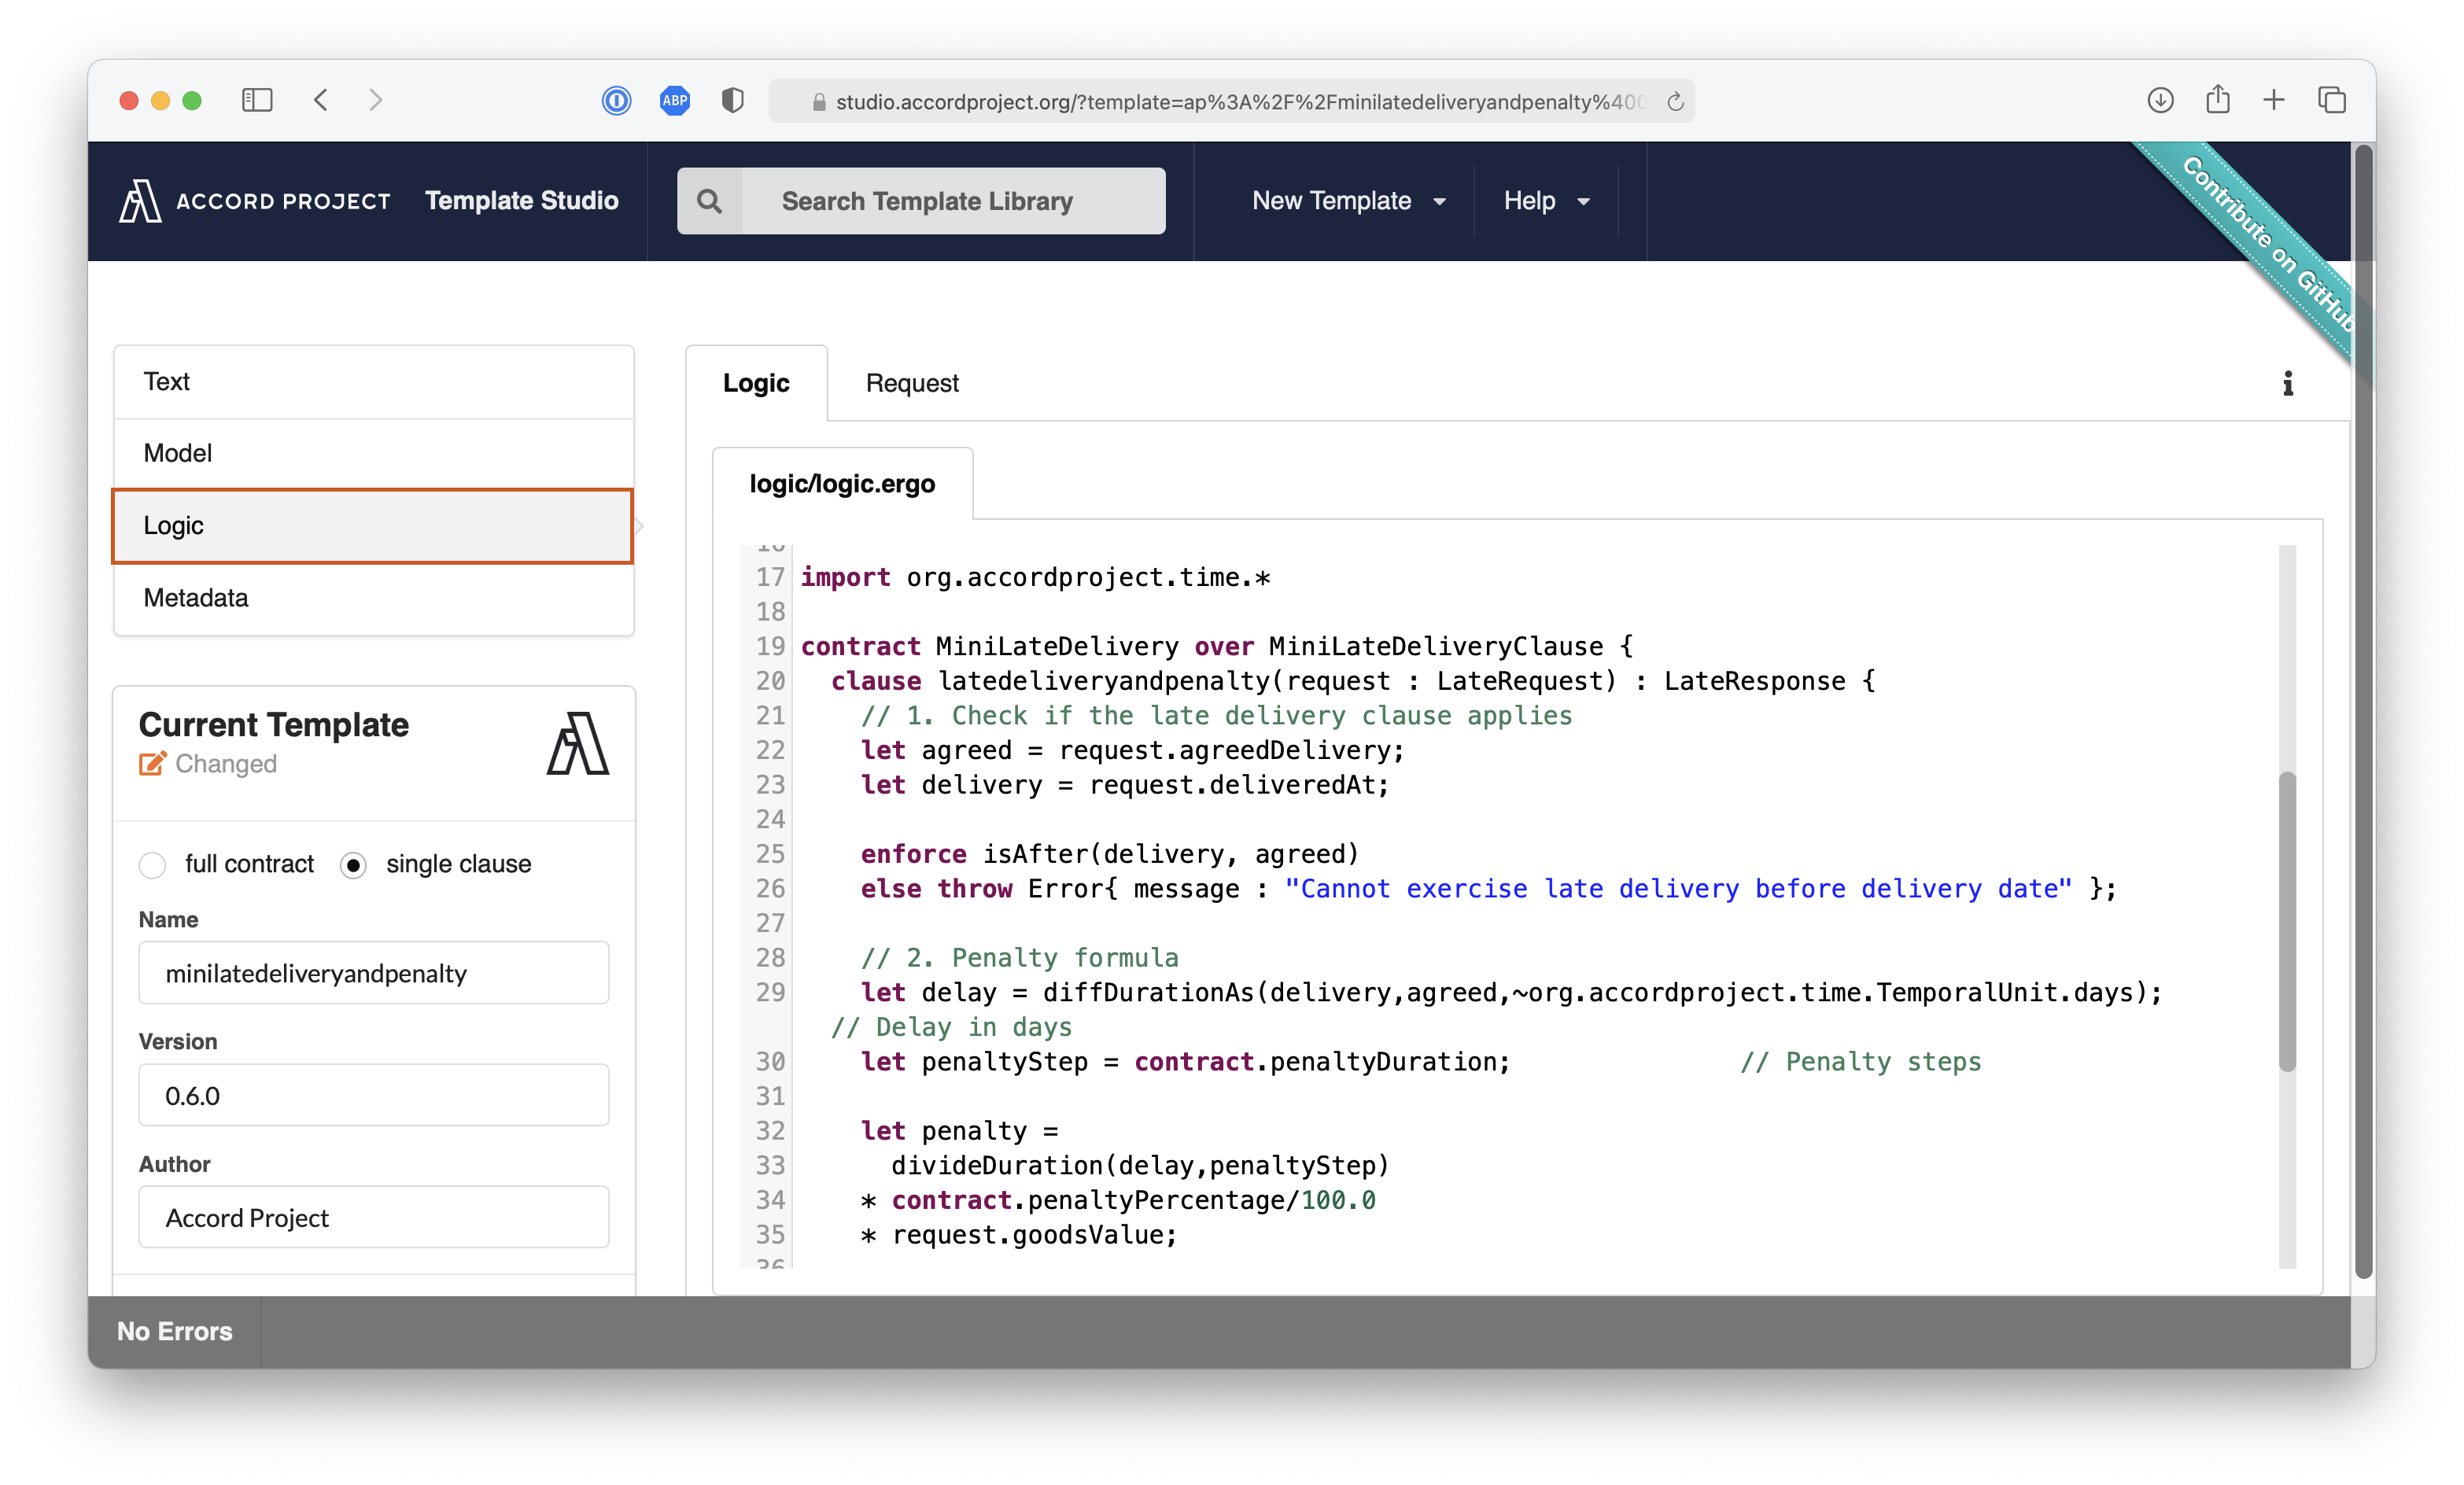 ABP
studio.accordproject.org/?template=ap%3A%2F%2Fminilatedeliveryandpenalty%400
ACCORD PROJECT Template Studio
Search Template Library
New Template
Help
Contribute on GitHub
Text
Model
Logic
Metadata
Current Template
Changed
full contract single clause
Name
minilatedeliveryandpenalty
Version
0.6.0
Author
Accord Project
Logic Request
logic/logic.ergo
16
17 import org.accordproject.time.*
18
19 contract MiniLateDelivery over MiniLateDeliveryClause {
20 clause latedeliveryandpenalty(request : LateRequest) : LateResponse {
21 // 1. Check if the late delivery clause applies
22 let agreed = request.agreedDelivery;
23 let delivery = request.deliveredAt;
24
25 enforce isAfter(delivery, agreed)
26 else throw Error{ message : "Cannot exercise late delivery before delivery date" };
27
28 // 2. Penalty formula
29 let delay = diffDurationAs(delivery,agreed,~org.accordproject.time.TemporalUnit.days);
// Delay in days
30 let penaltyStep = contract.penaltyDuration; // Penalty steps
31
32 let penalty =
33 divideDuration(delay,penaltyStep)
34 * contract.penaltyPercentage/100.0
35 * request.goodsValue;
36
No Errors